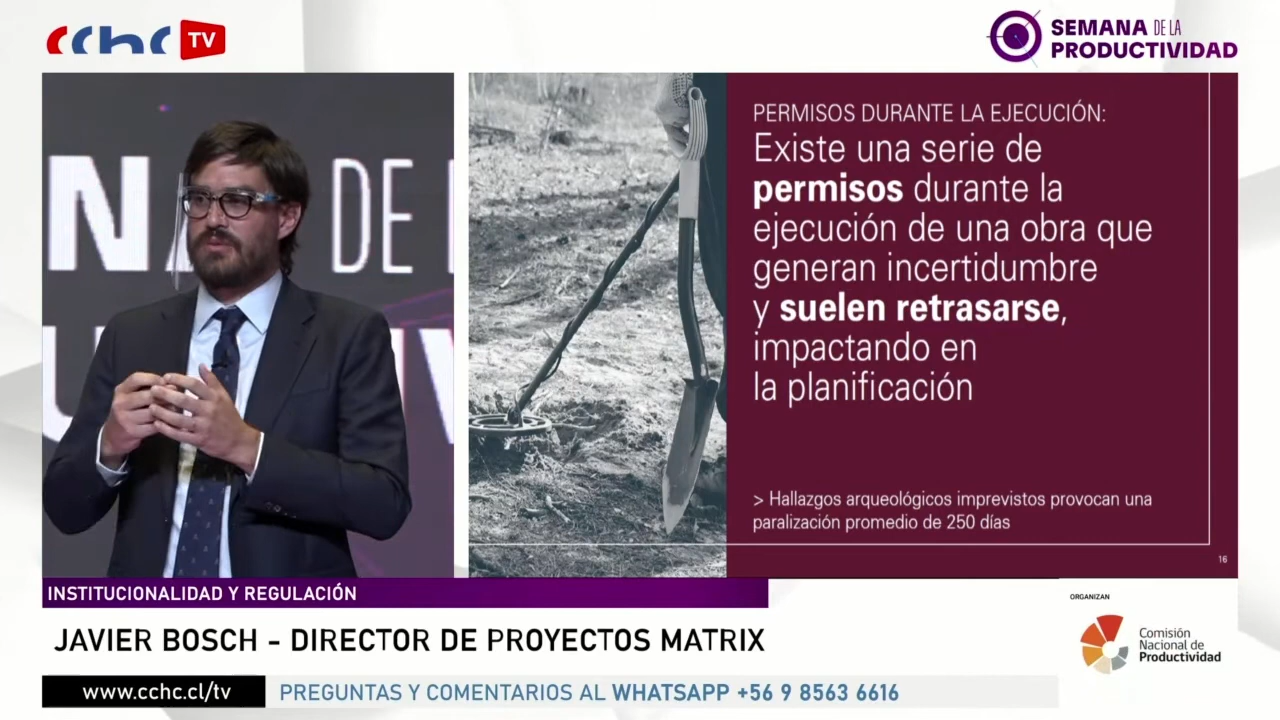 cchc TV
SEMANA DE LA
PRODUCTIVIDAD
NA DE
PERMISOS DURANTE LA EJECUCIÓN:
Existe una serie de
permisos durante la
ejecución de una obra que
generan incertidumbre
y suelen retrasarse,
impactando en
la planificación
> Hallazgos arqueológicos imprevistos provocan una
paralización promedio de 250 días
16
INSTITUCIONALIDAD Y REGULACIÓN
JAVIER BOSCH – DIRECTOR DE PROYECTOS MATRIX
ORGANIZAN
Comisión
Nacional de
Productividad
www.cchc.cl/tv
PREGUNTAS Y COMENTARIOS AL WHATSAPP +56 9 8563 6616